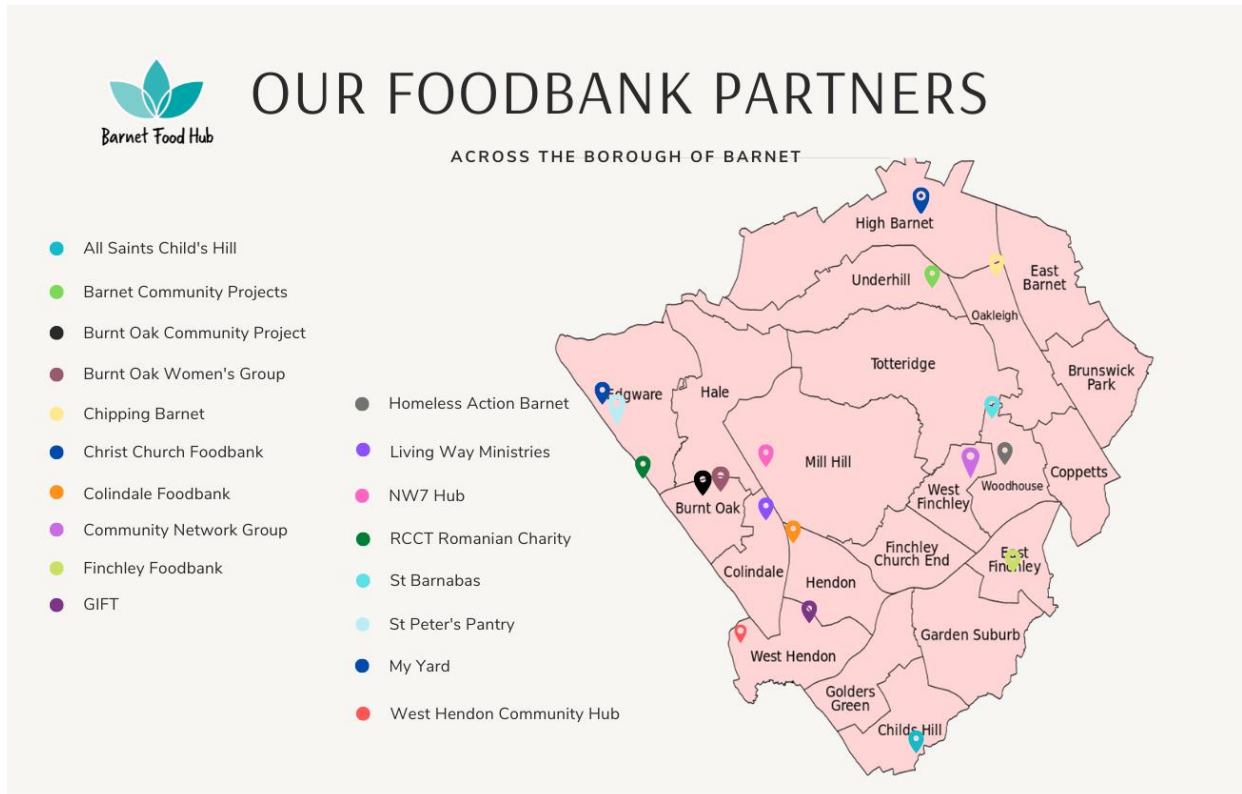 OUR FOODBANK PARTNERS
Barnet Food Hub
ACROSS THE BOROUGH OF BARNET
All Saints Child's Hill
Barnet Community Projects
Burnt Oak Community Project
Burnt Oak Women's Group
Chipping Barnet
Christ Church Foodbank
Colindale Foodbank
Community Network Group
Finchley Foodbank
GIFT
Homeless Action Barnet
Living Way Ministries
NW7 Hub
RCCT Romanian Charity
St Barnabas
St Peter's Pantry
My Yard
West Hendon Community Hub
High Barnet
Underhill
East
Barnet
Oakleigh
Totteridge
Brunswick
Park
Edgware
Hale
Mill Hill
West
Finchley
Woodhouse
Coppetts
Burnt Oak
Finchley
Church End
East
Finchley
Colindale
Hendon
Garden Suburb
West Hendon
Golders
Green
Childs Hill